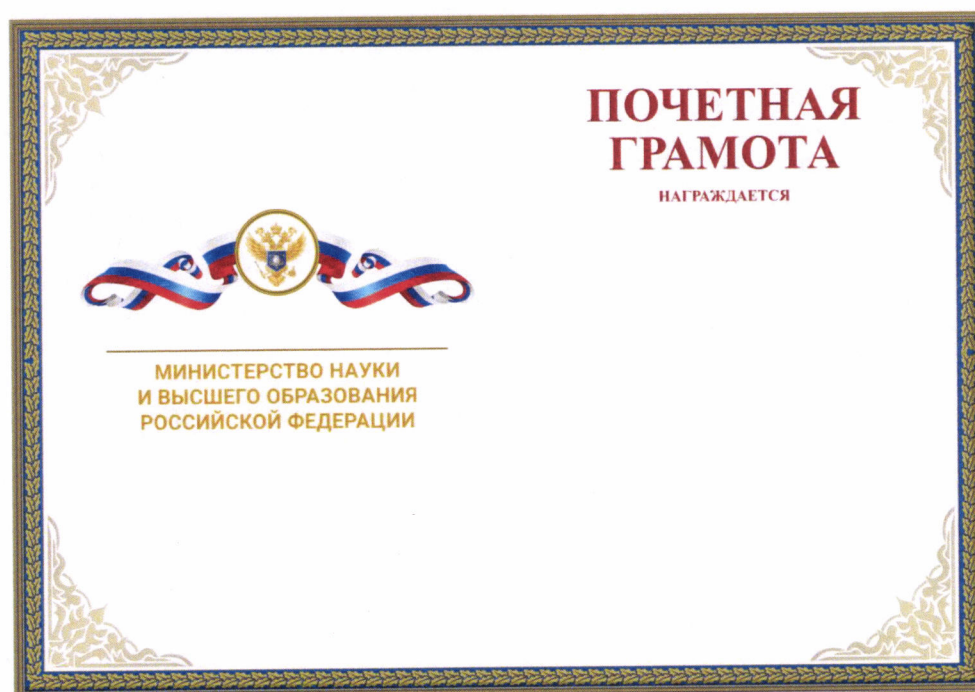 ПОЧЕТНАЯ
ГРАМОТА
НАГРАЖДАЕТСЯ
МИНИСТЕРСТВО НАУКИ
И ВЫСШЕГО ОБРАЗОВАНИЯ
РОССИЙСКОЙ ФЕДЕРАЦИИ